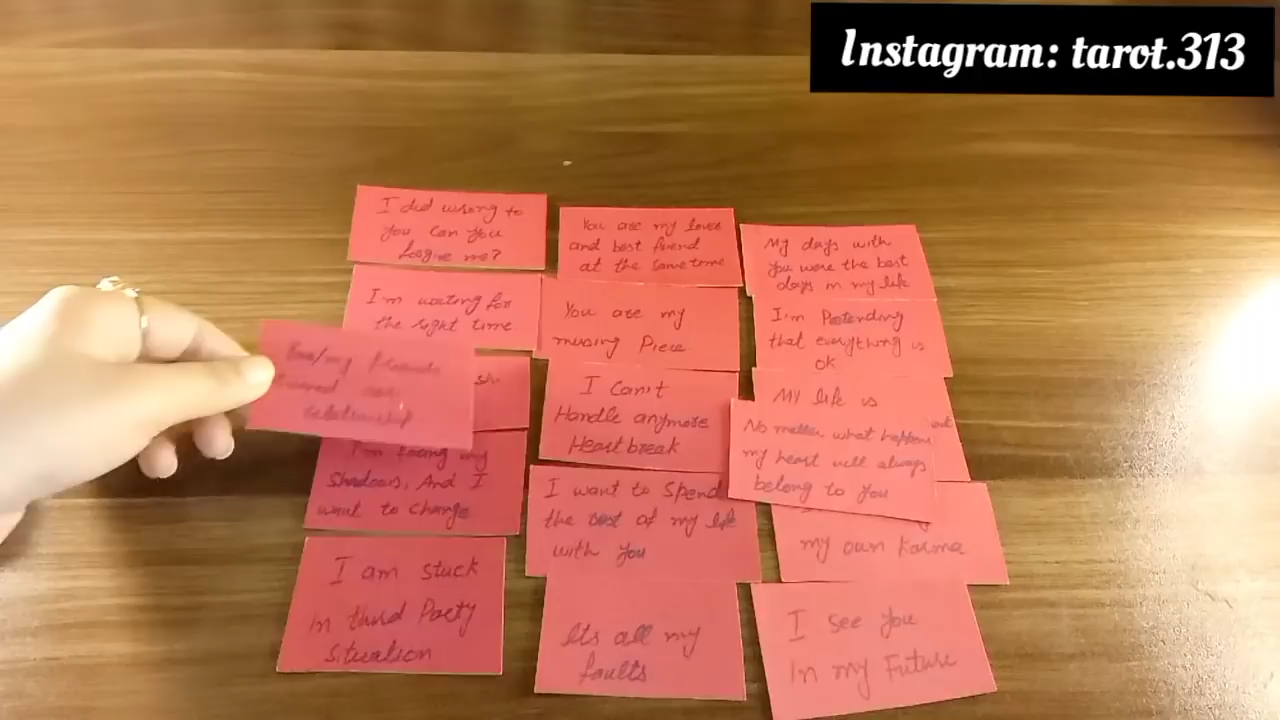 Instagram: tarot.313
I did wrong to
you can you
forgive me?
You are my lover
and best friend
at the same time
My days with
you were the best
days in my life
I'm waiting for
the right time
You are my
missing Piece
I'm Pretending
that everything is
ok
relationship
I can't
Handle anymore
Heartbreak
My life is
out
No matter what happens
my heart will always
belong to you
I'm facing my
Shadows, And I
want to change
I want to Spend
the rest of my life
with you
my own Karma
I am stuck
in third Party
situation
Its all my
faults
I see you
In my Future